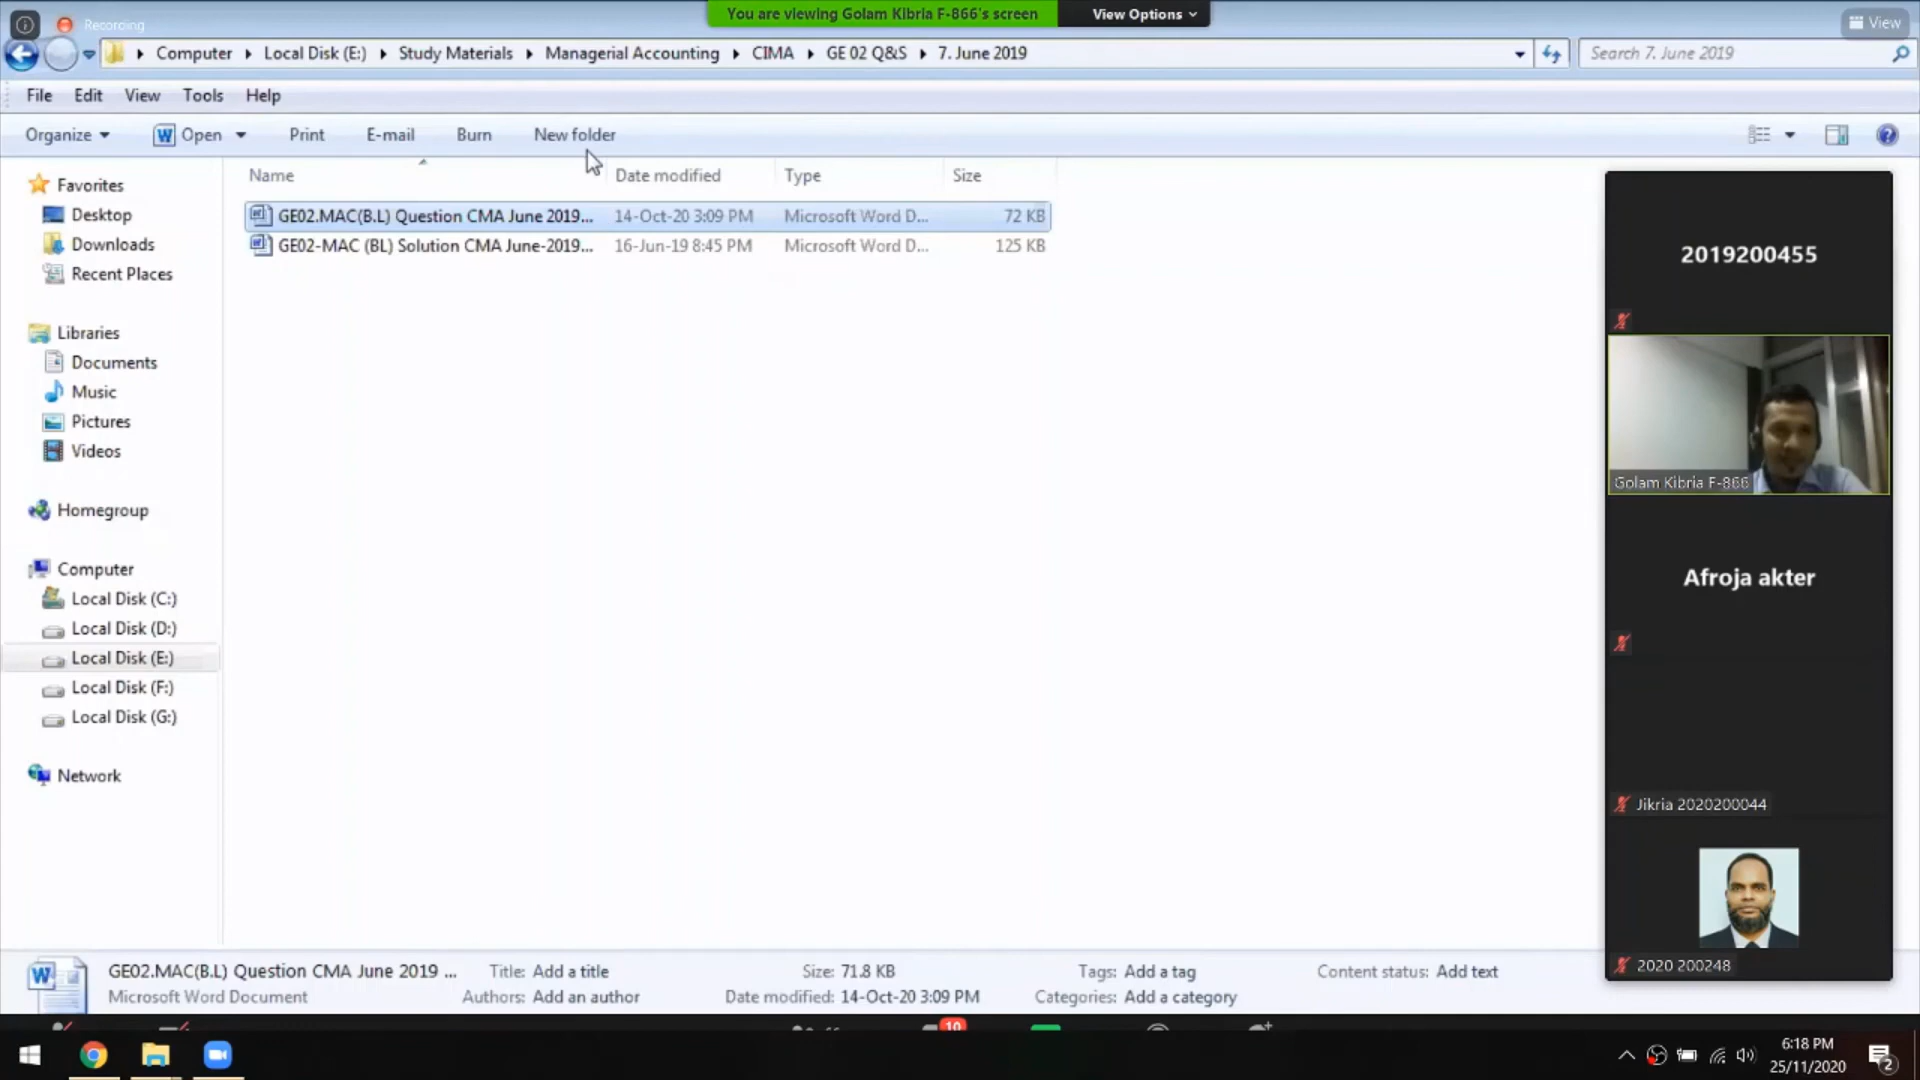 Recording
You are viewing Golam Kibria F-866's screen
View Options
View
Computer
Local Disk (E:)
Study Materials
Managerial Accounting
CIMA
GE 02 Q&S
7. June 2019
Search 7. June 2019
File
Edit
View
Tools
Help
Organize
Open
Print
E-mail
Burn
New folder
Name
Date modified
Type
Size
GE02.MAC(B.L) Question CMA June 2019... 14-Oct-20 3:09 PM Microsoft Word D... 72 KB
GE02-MAC (BL) Solution CMA June-2019... 16-Jun-19 8:45 PM Microsoft Word D... 125 KB
Favorites
Desktop
Downloads
Recent Places
Libraries
Documents
Music
Pictures
Videos
Homegroup
Computer
Local Disk (C:)
Local Disk (D:)
Local Disk (E:)
Local Disk (F:)
Local Disk (G:)
Network
2019200455
Golam Kibria F-866
Afroja akter
Jikria 2020200044
2020 200248
GE02.MAC(B.L) Question CMA June 2019 ...
Microsoft Word Document
Title: Add a title
Authors: Add an author
Size: 71.8 KB
Date modified: 14-Oct-20 3:09 PM
Tags: Add a tag
Categories: Add a category
Content status: Add text
10
6:18 PM
25/11/2020
2